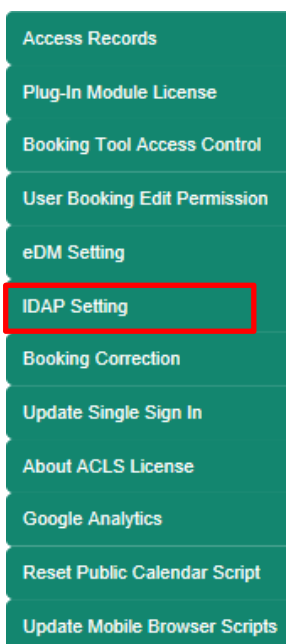 Access Records
Plug-In Module License
Booking Tool Access Control
User Booking Edit Permission
eDM Setting
IDAP Setting
Booking Correction
Update Single Sign In
About ACLS License
Google Analytics
Reset Public Calendar Script
Update Mobile Browser Scripts